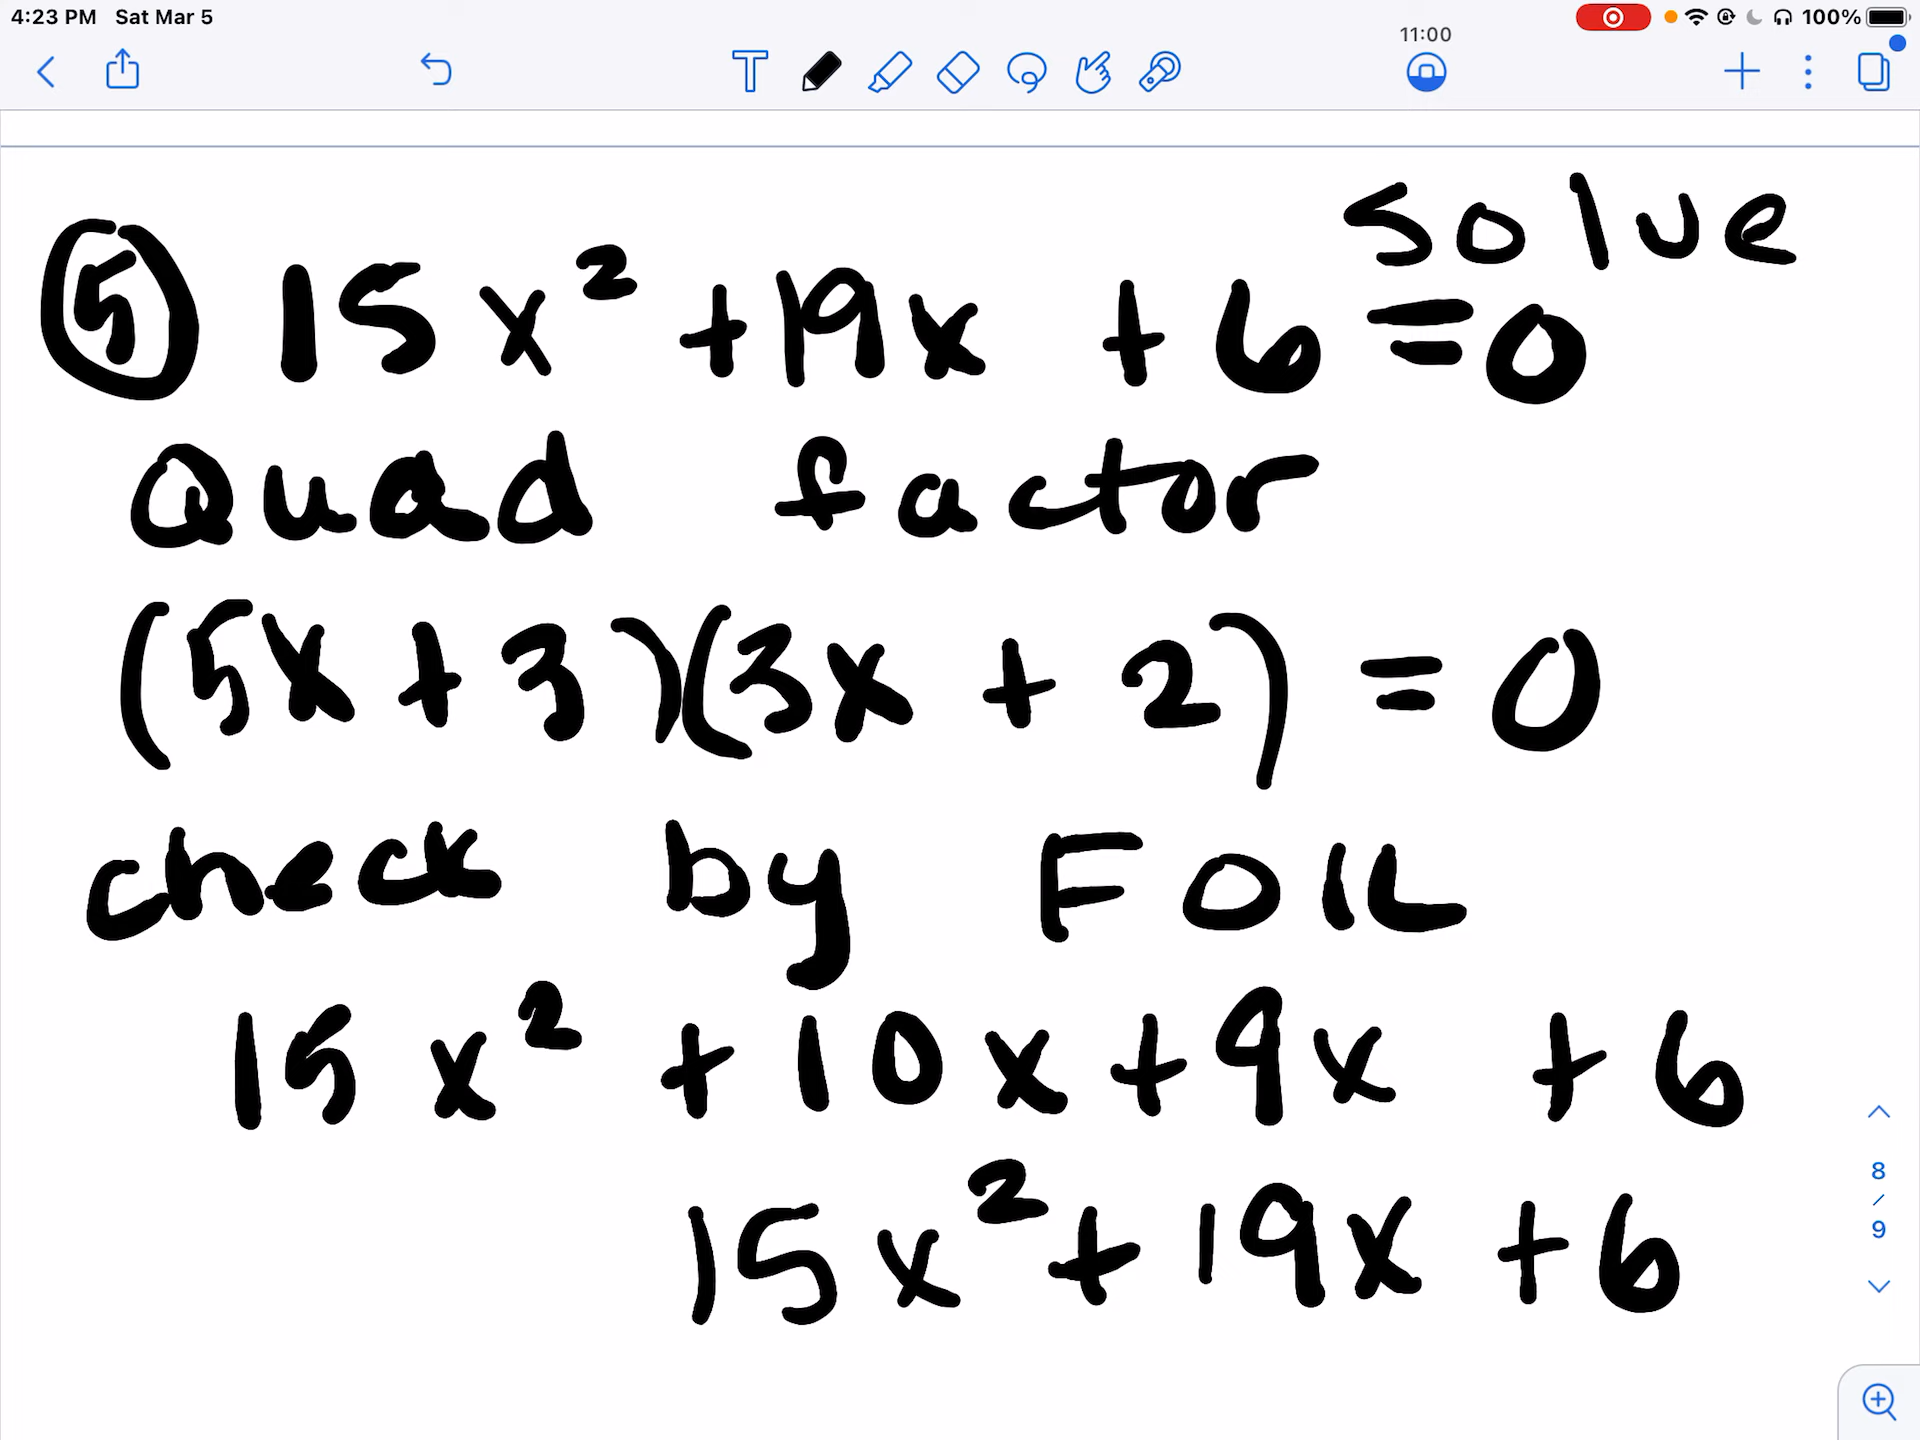 4:23 PM Sat Mar 5
100%
11:00
solve
5 15x² +19x +6 =0
Quad factor
(5x + 3)(3x + 2) = 0
check by FOIL
15x² + 10x + 9x + 6
15x² + 19x + 6
8
/
9